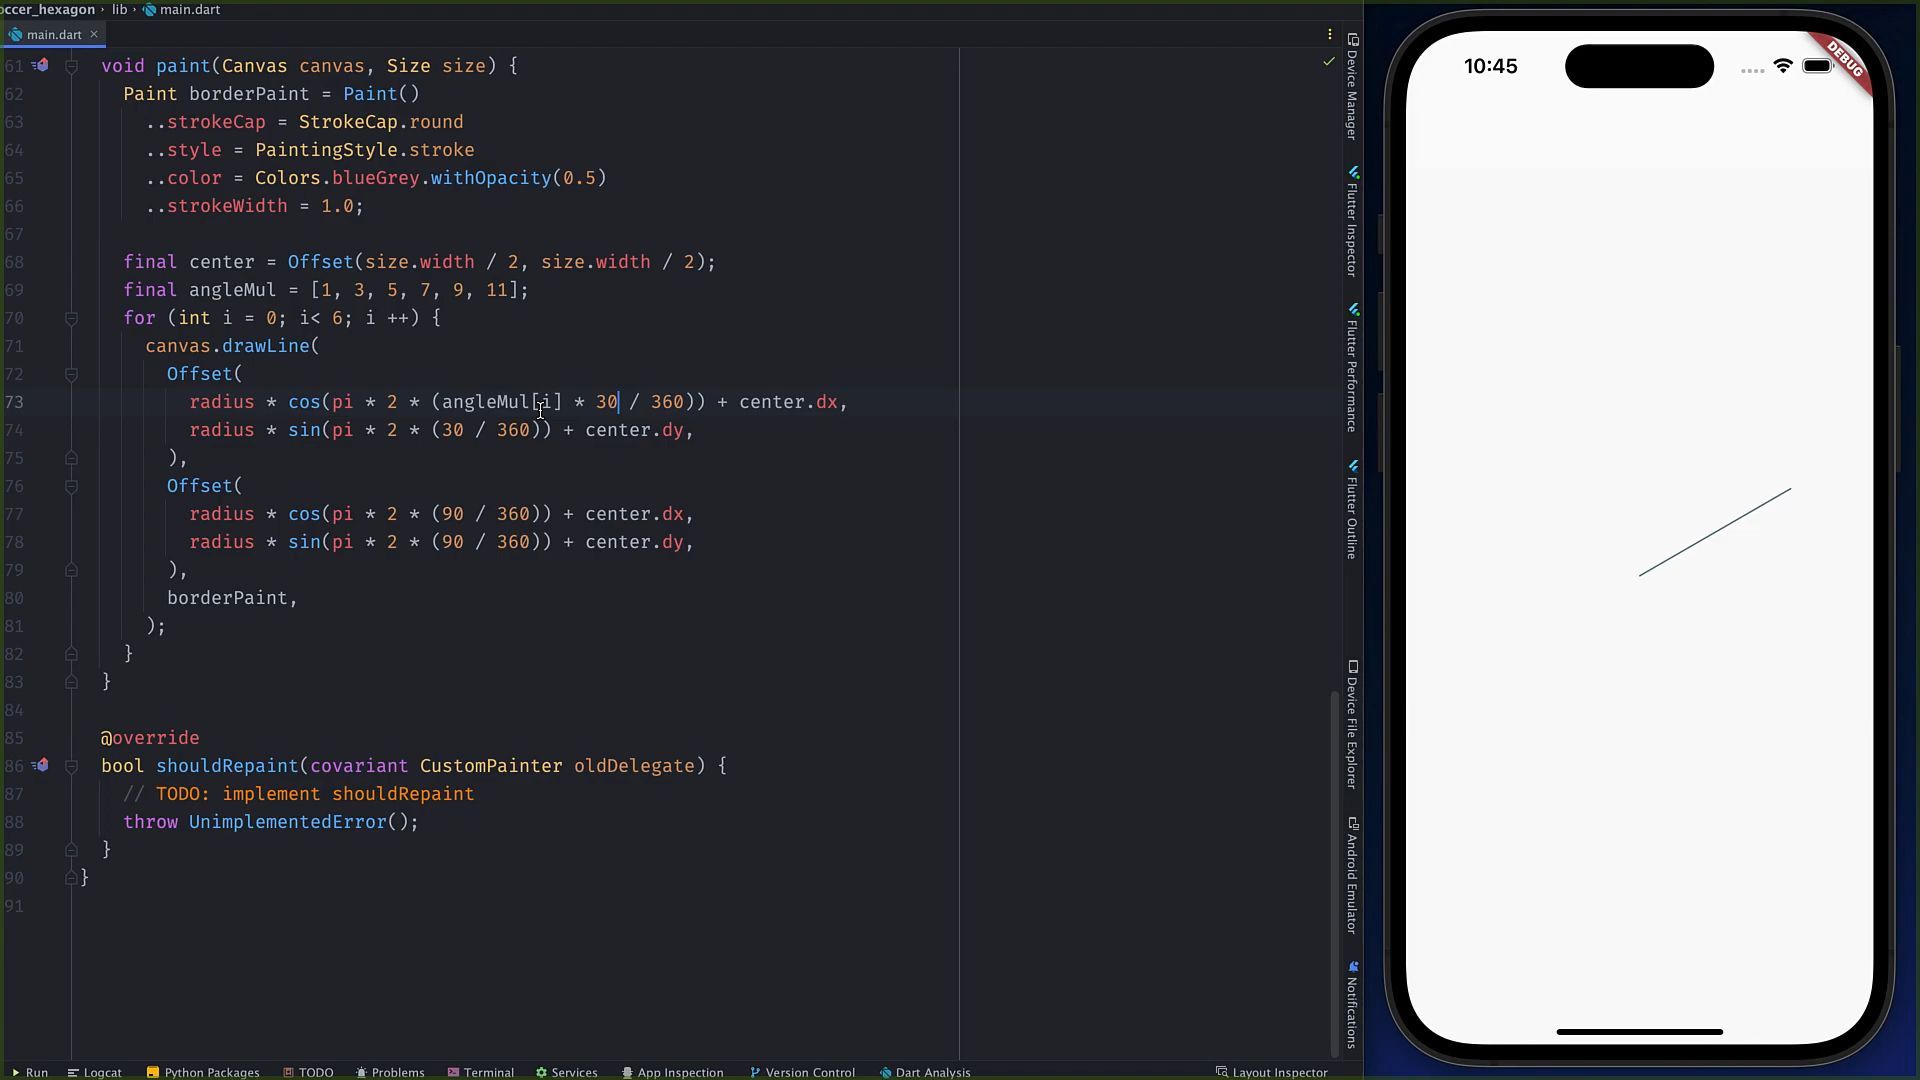 occer_hexagon › lib › main.dart
main.dart
61 void paint(Canvas canvas, Size size) {
62 Paint borderPaint = Paint()
63 ..strokeCap = StrokeCap.round
64 ..style = PaintingStyle.stroke
65 ..color = Colors.blueGrey.withOpacity(0.5)
66 ..strokeWidth = 1.0;
67
68 final center = Offset(size.width / 2, size.width / 2);
69 final angleMul = [1, 3, 5, 7, 9, 11];
70 for (int i = 0; i< 6; i ++) {
71 canvas.drawLine(
72 Offset(
73 radius * cos(pi * 2 * (angleMul[i] * 30 / 360)) + center.dx,
74 radius * sin(pi * 2 * (30 / 360)) + center.dy,
75 ),
76 Offset(
77 radius * cos(pi * 2 * (90 / 360)) + center.dx,
78 radius * sin(pi * 2 * (90 / 360)) + center.dy,
79 ),
80 borderPaint,
81 );
82 }
83 }
84
85 @override
86 bool shouldRepaint(covariant CustomPainter oldDelegate) {
87 // TODO: implement shouldRepaint
88 throw UnimplementedError();
89 }
90 }
91
Device Manager
Flutter Inspector
Flutter Performance
Flutter Outline
Device File Explorer
Android Emulator
Notifications
10:45
DEBUG
Run Logcat Python Packages TODO Problems Terminal Services App Inspection Version Control Dart Analysis Layout Inspector